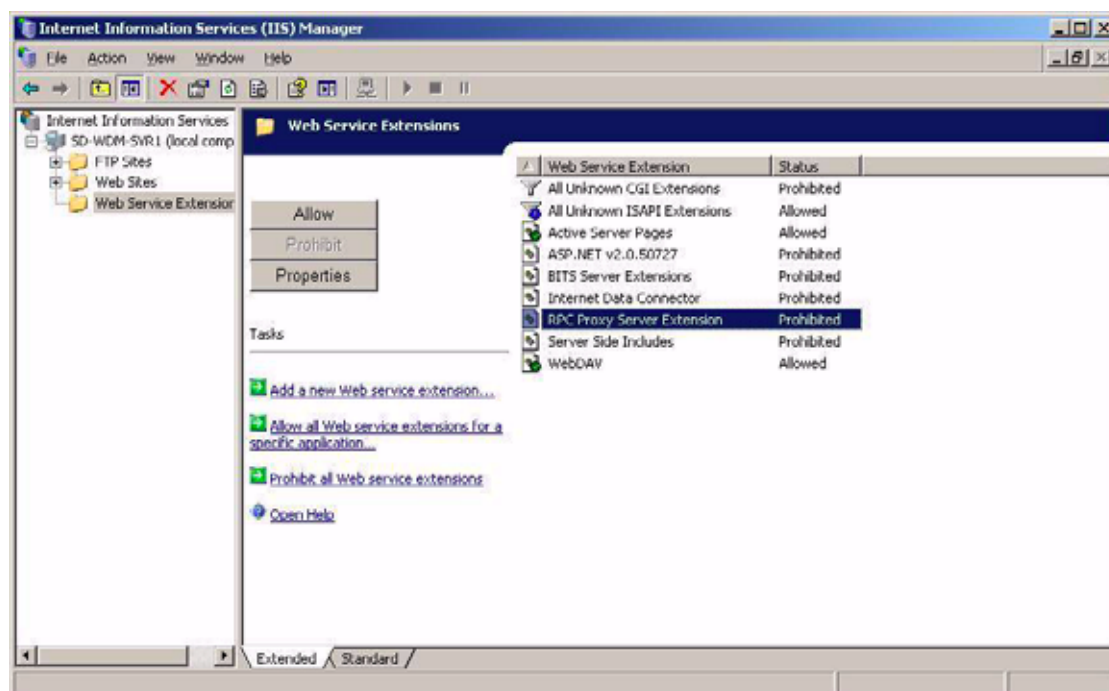 Internet Information Services (IIS) Manager
File Action View Window Help
Internet Information Services
SD-WDM-SVR1 (local comp
FTP Sites
Web Sites
Web Service Extension
Web Service Extensions
Allow
Prohibit
Properties
Tasks
Add a new Web service extension...
Allow all Web service extensions for a
specific application...
Prohibit all Web service extensions
Open Help
Web Service Extension Status
All Unknown CGI Extensions Prohibited
All Unknown ISAPI Extensions Allowed
Active Server Pages Allowed
ASP.NET v2.0.50727 Prohibited
BITS Server Extensions Prohibited
Internet Data Connector Prohibited
RPC Proxy Server Extension Prohibited
Server Side Includes Prohibited
WebDAV Allowed
Extended Standard